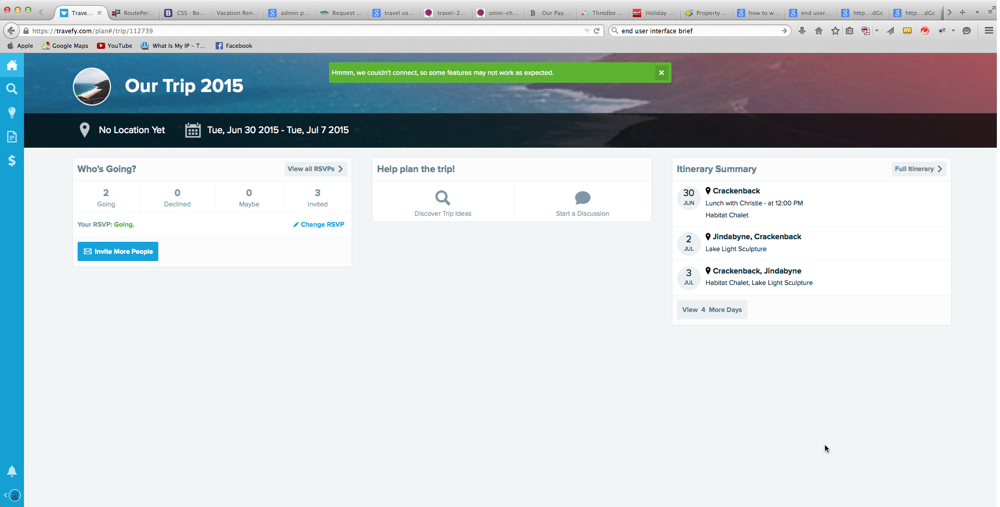 Trave...
RoutePer...
CSS - Bo...
Vacation Ren...
admin p...
Request ...
travel us...
travel-2...
omni-ch...
Our Pay...
Thredbo ...
Holiday ...
Property ...
how to w...
end user...
http....dGc
http....dGc
https://travefy.com/plan#/trip/112739
end user interface brief
Apple
Google Maps
YouTube
What Is My IP - T...
Facebook
Hmmm, we couldn't connect, so some features may not work as expected.
Our Trip 2015
No Location Yet
Tue, Jun 30 2015 - Tue, Jul 7 2015
Who's Going?
View all RSVPs
2
Going
0
Declined
0
Maybe
3
Invited
Your RSVP: Going.
Change RSVP
Invite More People
Help plan the trip!
Discover Trip Ideas
Start a Discussion
Itinerary Summary
Full Itinerary
30
JUN
Crackenback
Lunch with Christie - at 12:00 PM
Habitat Chalet
2
JUL
Jindabyne, Crackenback
Lake Light Sculpture
3
JUL
Crackenback, Jindabyne
Habitat Chalet, Lake Light Sculpture
View 4 More Days